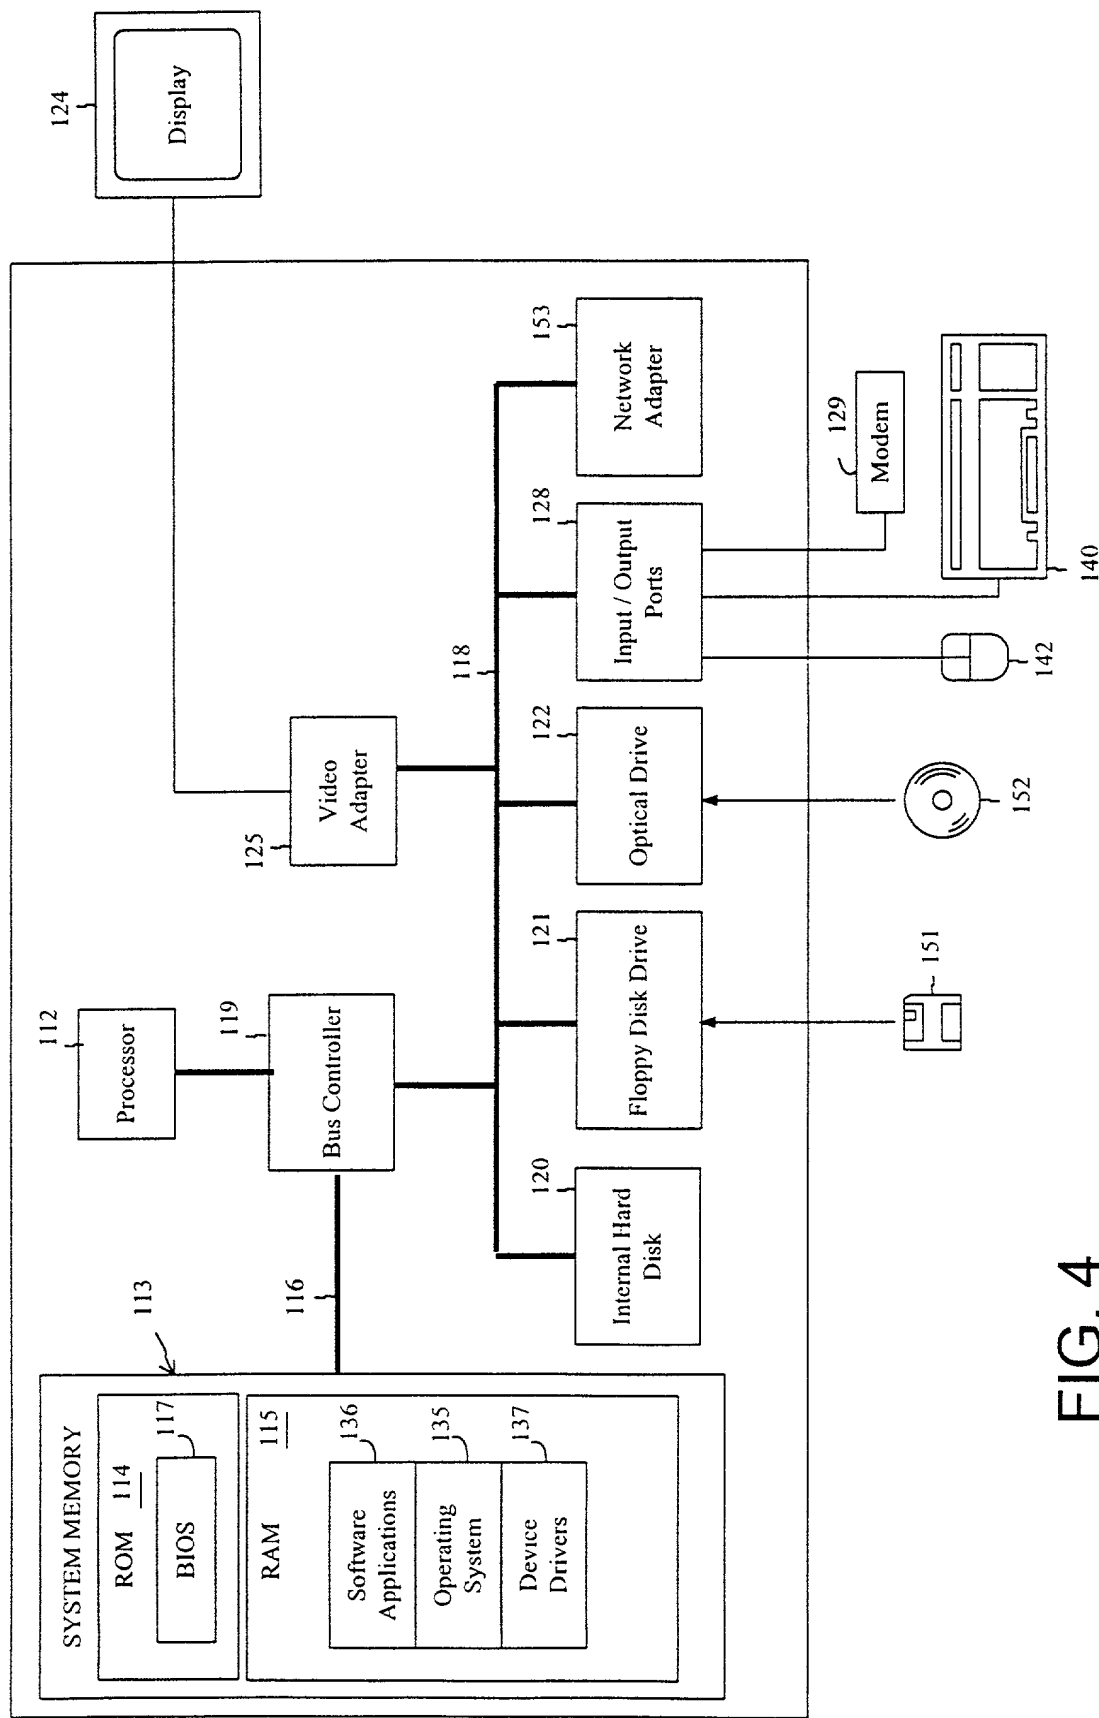 SYSTEM MEMORY
113
ROM
114
BIOS
117
RAM
115
Software
Applications
136
Operating
System
135
Device
Drivers
137
116
Processor
112
Bus Controller
119
Video
Adapter
125
Display
124
118
Internal Hard
Disk
120
Floppy Disk Drive
121
Optical Drive
122
Input / Output
Ports
128
Network
Adapter
153
151
152
142
140
Modem
129
FIG. 4